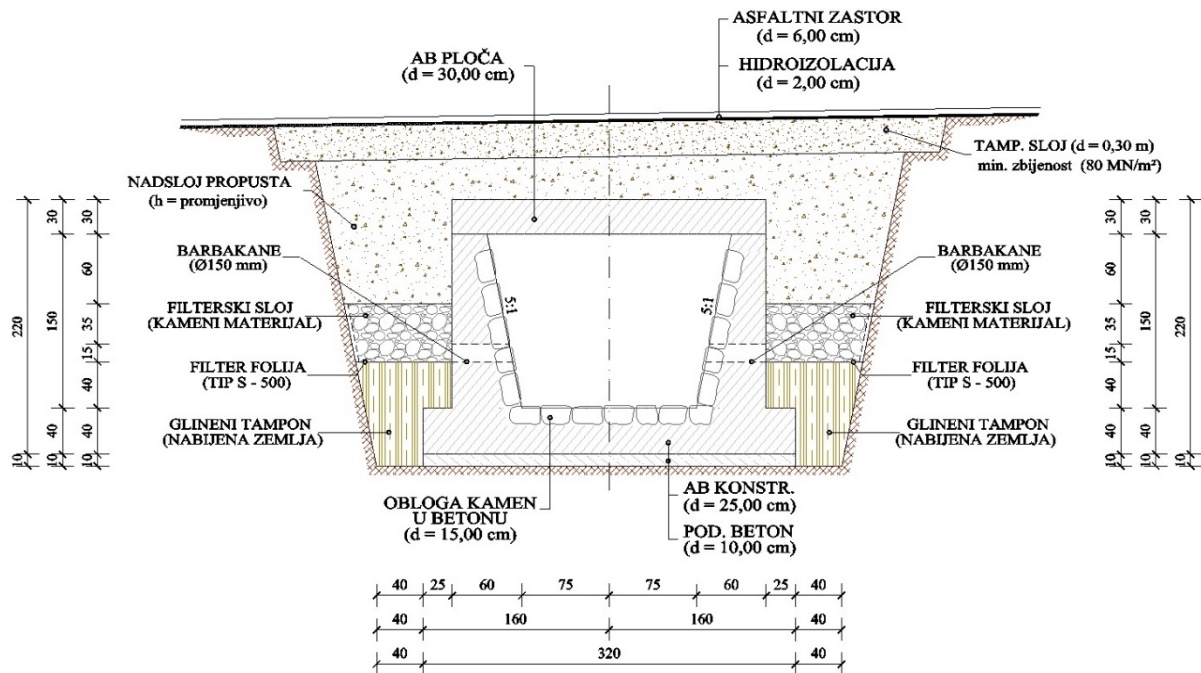 ASFALTNI ZASTOR
(d = 6,00 cm)
HIDROIZOLACIJA
(d = 2,00 cm)
AB PLOČA
(d = 30,00 cm)
TAMP. SLOJ (d = 0,30 m)
min. zbijenost (80 MN/m²)
NADSLOJ PROPUSTA
(h = promjenjivo)
BARBAKANE
(Ø150 mm)
FILTERSKI SLOJ
(KAMENI MATERIJAL)
FILTER FOLIJA
(TIP S - 500)
GLINENI TAMPON
(NABIJENA ZEMLJA)
BARBAKANE
(Ø150 mm)
FILTERSKI SLOJ
(KAMENI MATERIJAL)
FILTER FOLIJA
(TIP S - 500)
GLINENI TAMPON
(NABIJENA ZEMLJA)
5:1
5:1
220
30
150
40
10
30
60
35
15
40
40
10
30
60
35
15
40
40
10
30
150
40
10
220
OBLOGA KAMEN
U BETONU
(d = 15,00 cm)
AB KONSTR.
(d = 25,00 cm)
POD. BETON
(d = 10,00 cm)
40 25 60 75 75 60 25 40
40 160 160 40
40 320 40